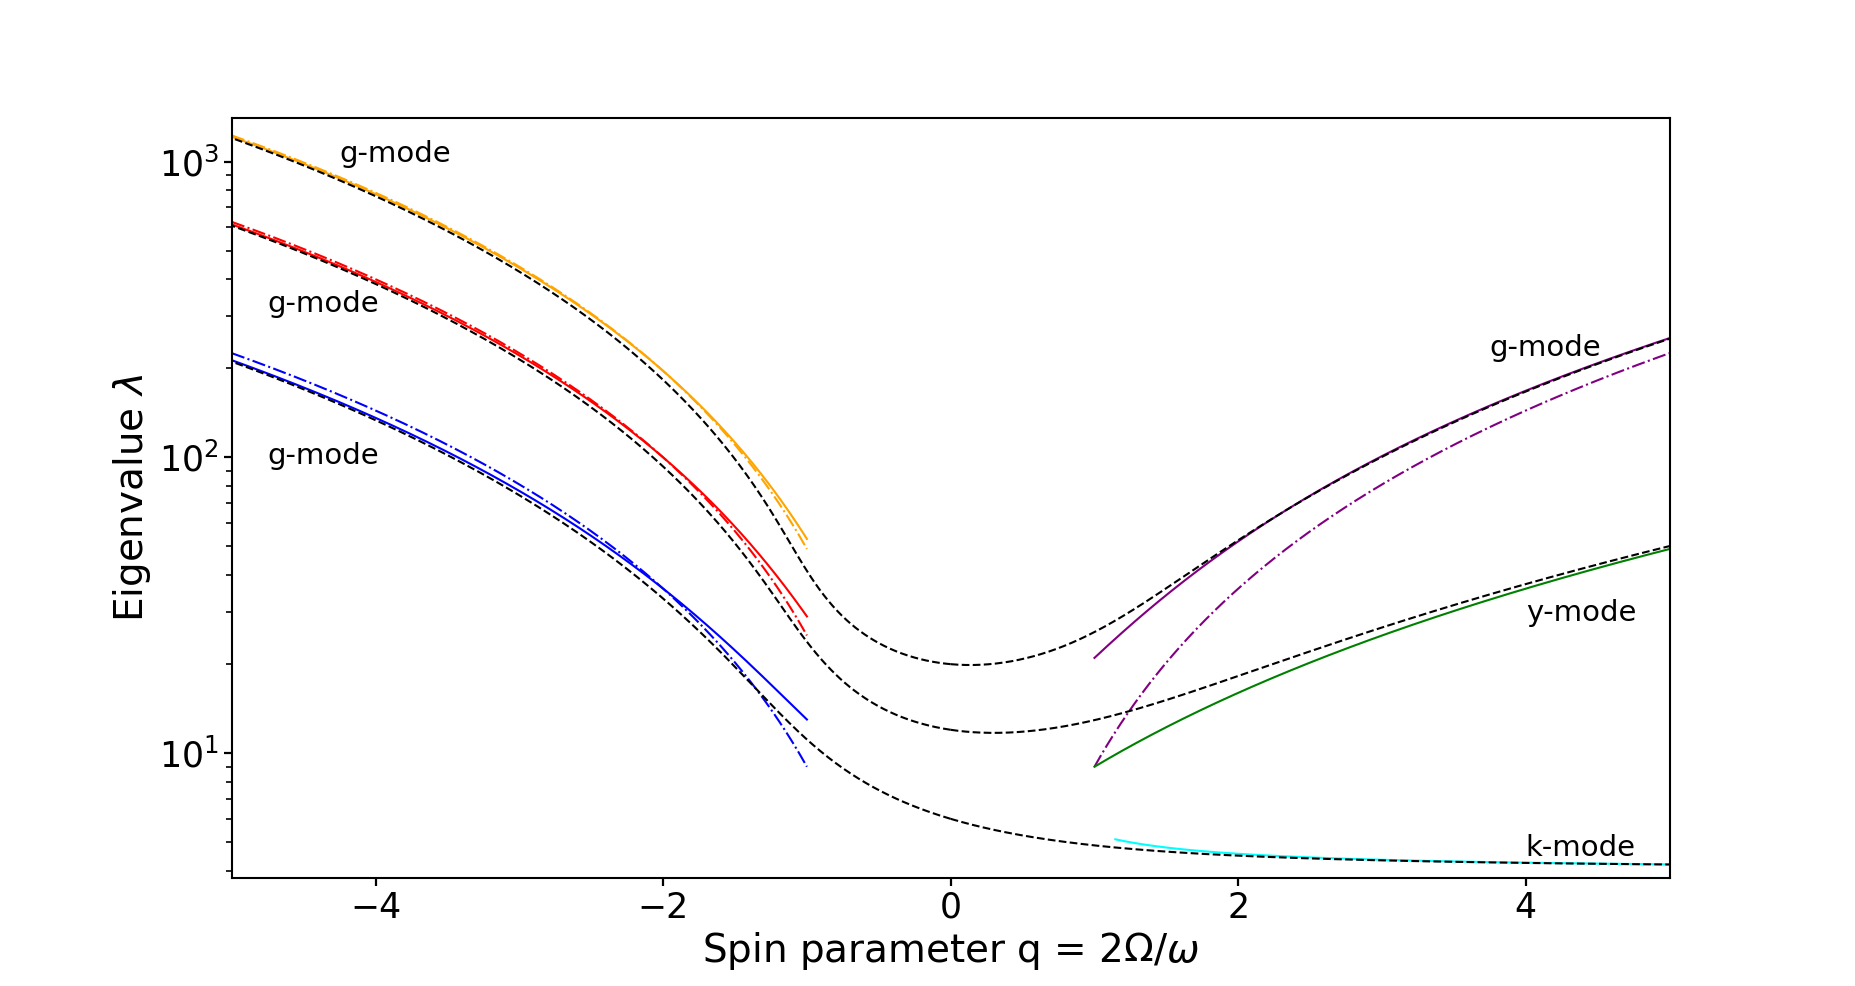 g-mode
g-mode
g-mode
g-mode
y-mode
k-mode
10³
10²
10¹
Eigenvalue λ
−4
−2
0
2
4
Spin parameter q = 2Ω/ω